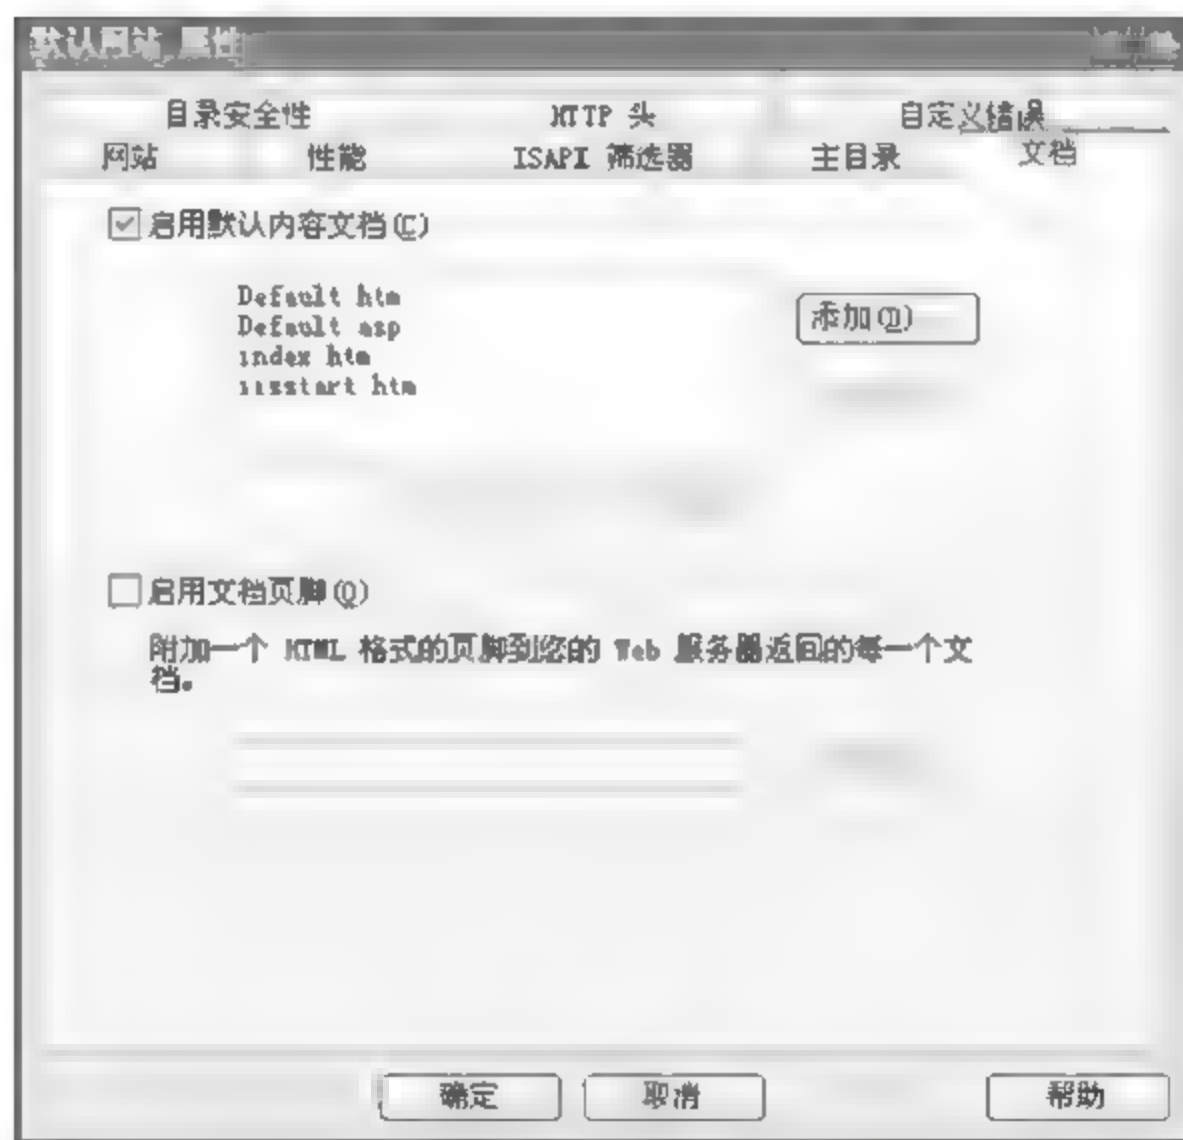 默认网站 属性
目录安全性 HTTP 头 自定义错误
网站 性能 ISAPI 筛选器 主目录 文档
启用默认内容文档(C)
Default htm
Default asp
index htm
iisstart htm
添加(D)
启用文档页脚(O)
附加一个 HTML 格式的页脚到您的 Web 服务器返回的每一个文
档。
确定 取消 帮助